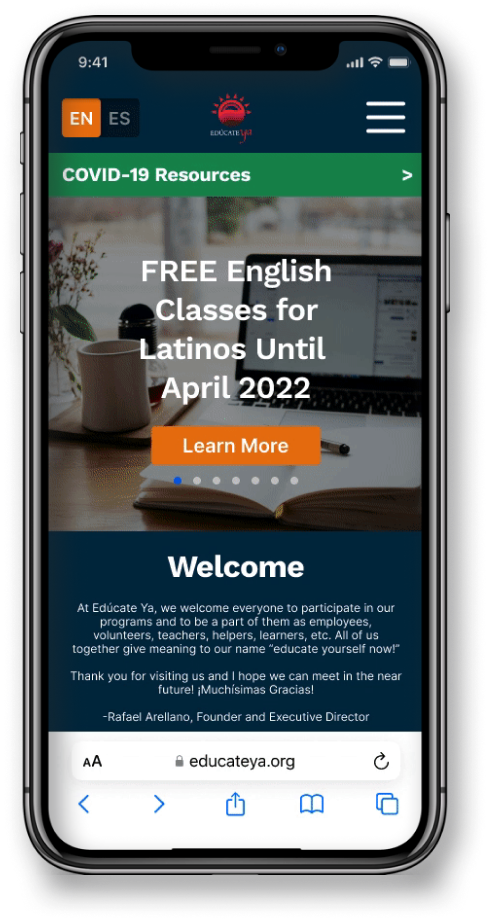 9:41
EN ES
EDÚCATE ya
COVID-19 Resources >
FREE English
Classes for
Latinos Until
April 2022
Learn More
Welcome
At Edúcate Ya, we welcome everyone to participate in our
programs and to be a part of them as employees,
volunteers, teachers, helpers, learners, etc. All of us
together give meaning to our name “educate yourself now!”
Thank you for visiting us and I hope we can meet in the near
future! ¡Muchísimas Gracias!
-Rafael Arellano, Founder and Executive Director
AA educateya.org